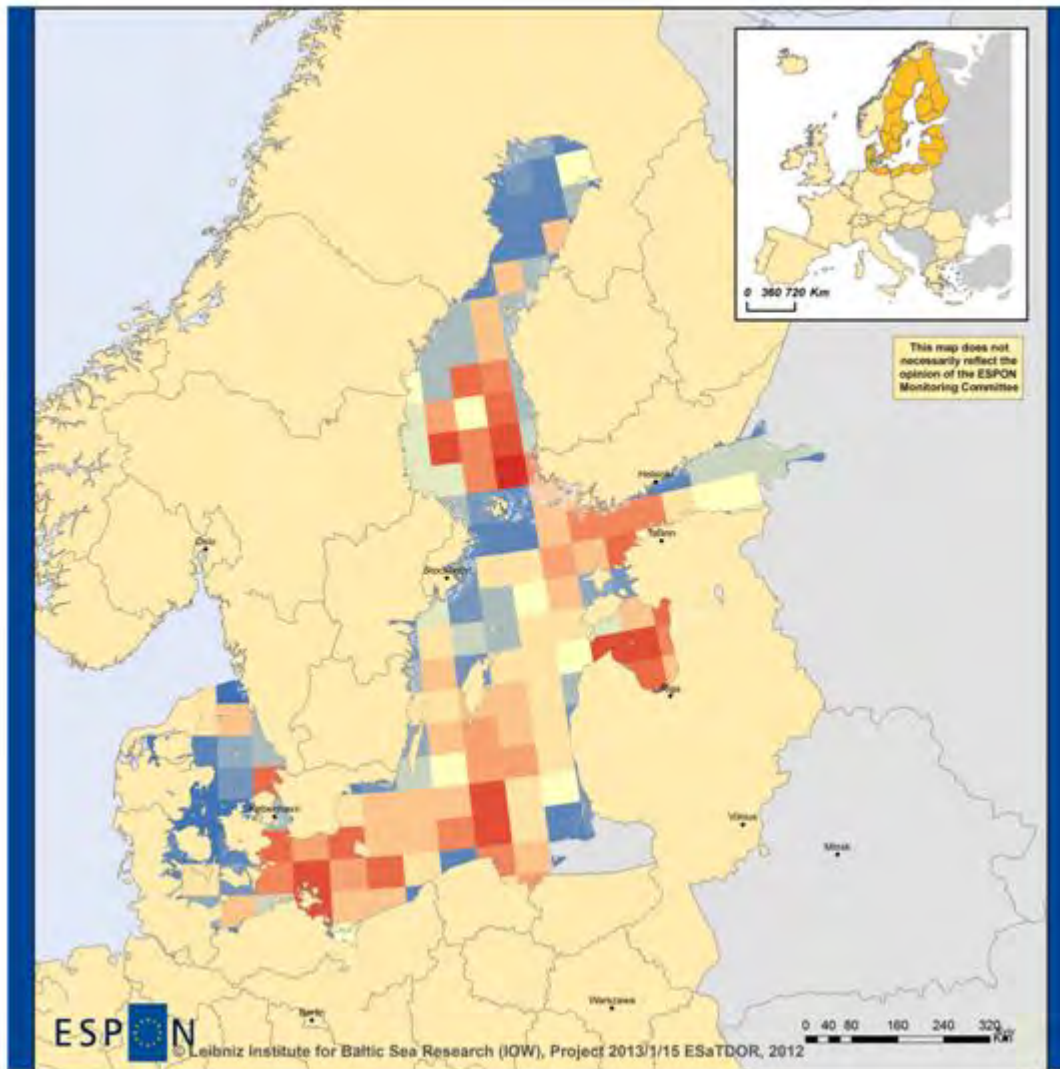 0 360 720 Km
This map does not
necessarily reflect the
opinion of the ESPON
Monitoring Committee
Helsinki
Tallinn
Oslo
Stockholm
Riga
København
Vilnius
Minsk
Warszawa
Berlin
ESPON
0 40 80 160 240 320
Km
© Leibniz Institute for Baltic Sea Research (IOW), Project 2013/1/15 ESaTDOR, 2012